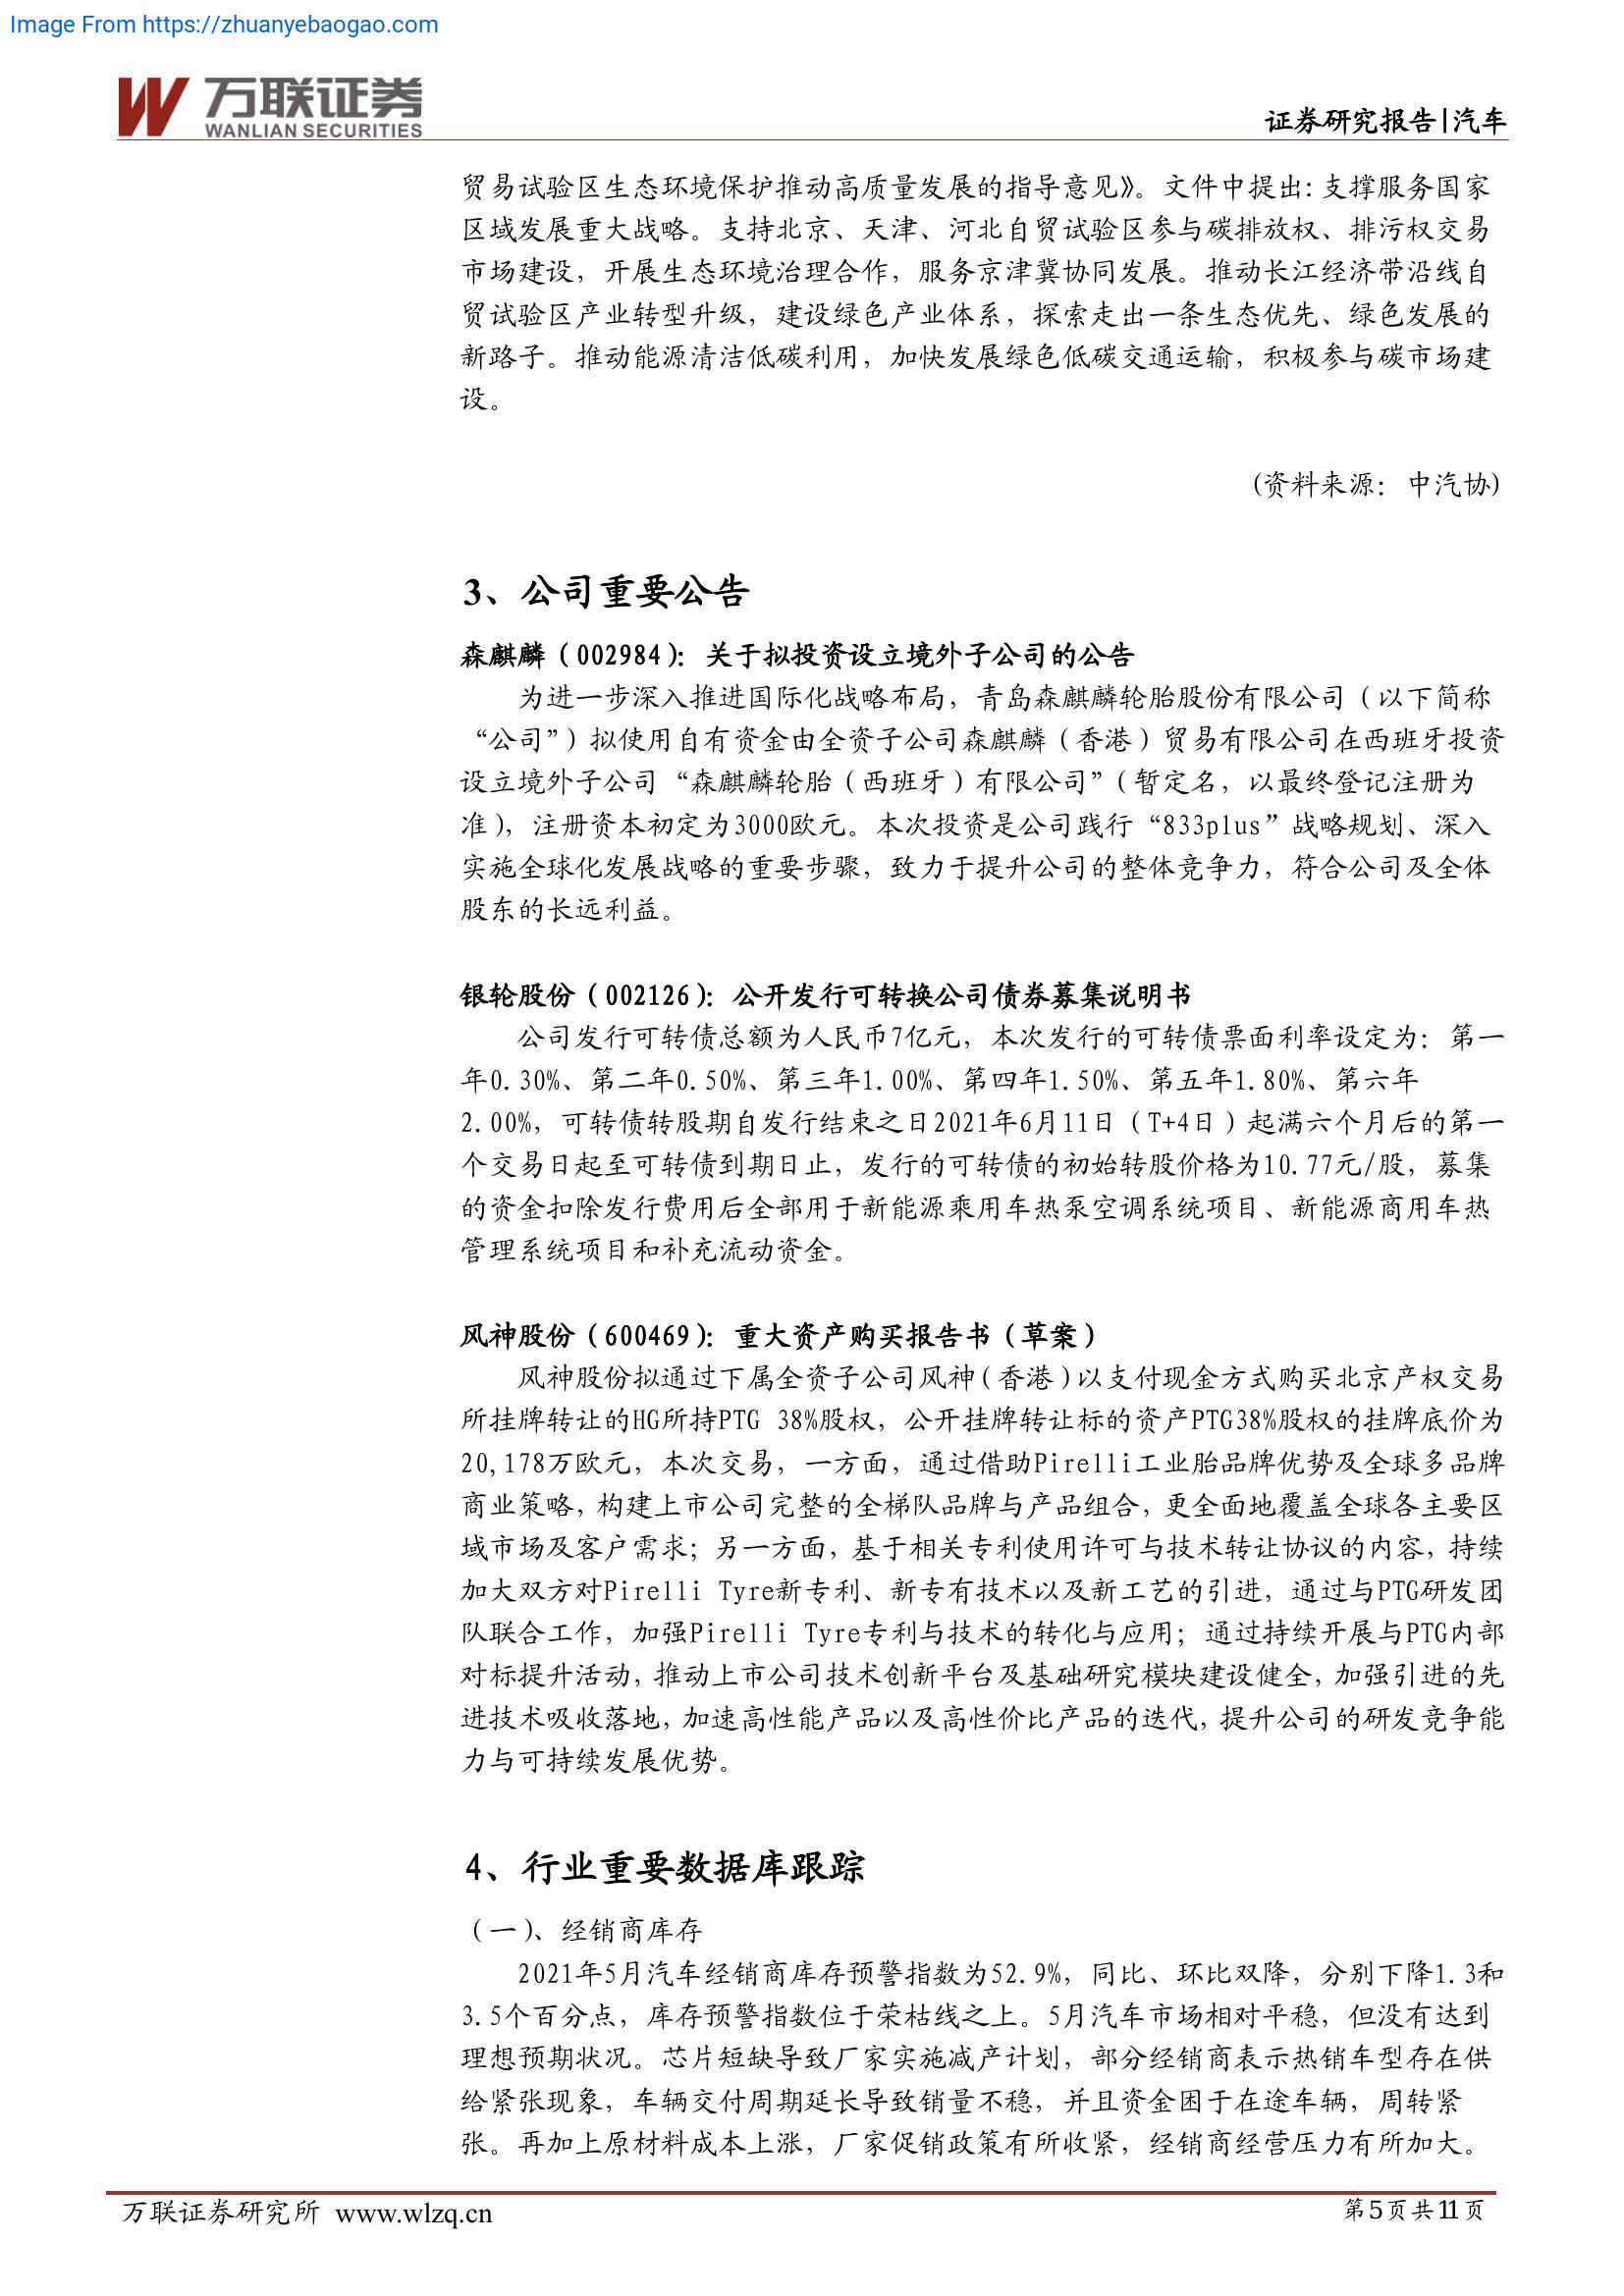 Image From https://zhuanyebaogao.com
万联证券
WANLIAN SECURITIES
证券研究报告|汽车
贸易试验区生态环境保护推动高质量发展的指导意见》。文件中提出：支撑服务国家
区域发展重大战略。支持北京、天津、河北自贸试验区参与碳排放权、排污权交易
市场建设，开展生态环境治理合作，服务京津冀协同发展。推动长江经济带沿线自
贸试验区产业转型升级，建设绿色产业体系，探索走出一条生态优先、绿色发展的
新路子。推动能源清洁低碳利用，加快发展绿色低碳交通运输，积极参与碳市场建
设。
(资料来源：中汽协)
3、公司重要公告
森麒麟（002984）：关于拟投资设立境外子公司的公告
为进一步深入推进国际化战略布局，青岛森麒麟轮胎股份有限公司（以下简称
“公司”）拟使用自有资金由全资子公司森麒麟（香港）贸易有限公司在西班牙投资
设立境外子公司“森麒麟轮胎（西班牙）有限公司”（暂定名，以最终登记注册为
准），注册资本初定为3000欧元。本次投资是公司践行“833plus”战略规划、深入
实施全球化发展战略的重要步骤，致力于提升公司的整体竞争力，符合公司及全体
股东的长远利益。
银轮股份（002126）：公开发行可转换公司债券募集说明书
公司发行可转债总额为人民币7亿元，本次发行的可转债票面利率设定为：第一
年0.30%、第二年0.50%、第三年1.00%、第四年1.50%、第五年1.80%、第六年
2.00%，可转债转股期自发行结束之日2021年6月11日（T+4日）起满六个月后的第一
个交易日起至可转债到期日止，发行的可转债的初始转股价格为10.77元/股，募集
的资金扣除发行费用后全部用于新能源乘用车热泵空调系统项目、新能源商用车热
管理系统项目和补充流动资金。
风神股份（600469）：重大资产购买报告书（草案）
风神股份拟通过下属全资子公司风神(香港)以支付现金方式购买北京产权交易
所挂牌转让的HG所持PTG 38%股权，公开挂牌转让标的资产PTG38%股权的挂牌底价为
20,178万欧元，本次交易，一方面，通过借助Pirelli工业胎品牌优势及全球多品牌
商业策略，构建上市公司完整的全梯队品牌与产品组合，更全面地覆盖全球各主要区
域市场及客户需求；另一方面，基于相关专利使用许可与技术转让协议的内容，持续
加大双方对Pirelli Tyre新专利、新专有技术以及新工艺的引进，通过与PTG研发团
队联合工作，加强Pirelli Tyre专利与技术的转化与应用；通过持续开展与PTG内部
对标提升活动，推动上市公司技术创新平台及基础研究模块建设健全，加强引进的先
进技术吸收落地，加速高性能产品以及高性价比产品的迭代，提升公司的研发竞争能
力与可持续发展优势。
4、行业重要数据库跟踪
（一）、经销商库存
2021年5月汽车经销商库存预警指数为52.9%，同比、环比双降，分别下降1.3和
3.5个百分点，库存预警指数位于荣枯线之上。5月汽车市场相对平稳，但没有达到
理想预期状况。芯片短缺导致厂家实施减产计划，部分经销商表示热销车型存在供
给紧张现象，车辆交付周期延长导致销量不稳，并且资金困于在途车辆，周转紧
张。再加上原材料成本上涨，厂家促销政策有所收紧，经销商经营压力有所加大。
万联证券研究所 www.wlzq.cn
第5页共11页